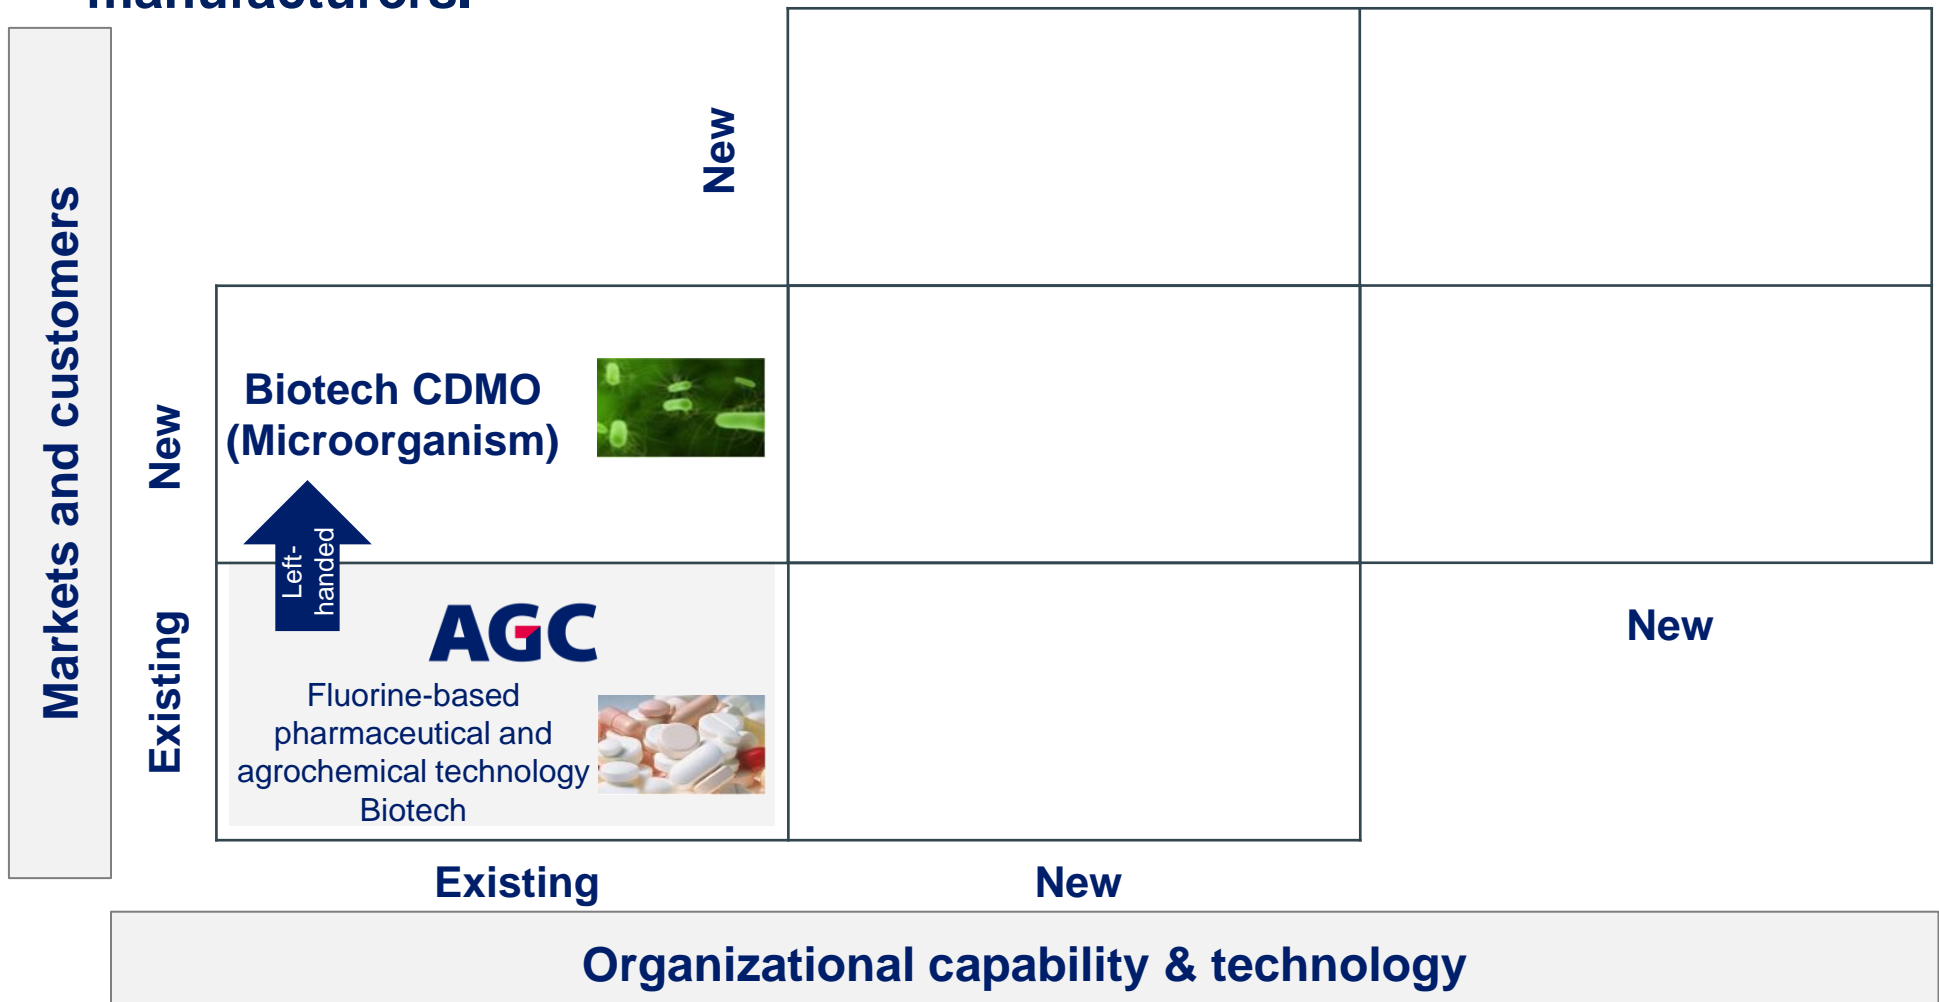 manufacturers.
Markets and customers
New
New
Existing
Biotech CDMO
(Microorganism)
Left-
handed
AGC
Fluorine-based
pharmaceutical and
agrochemical technology
Biotech
New
Existing
New
Organizational capability & technology